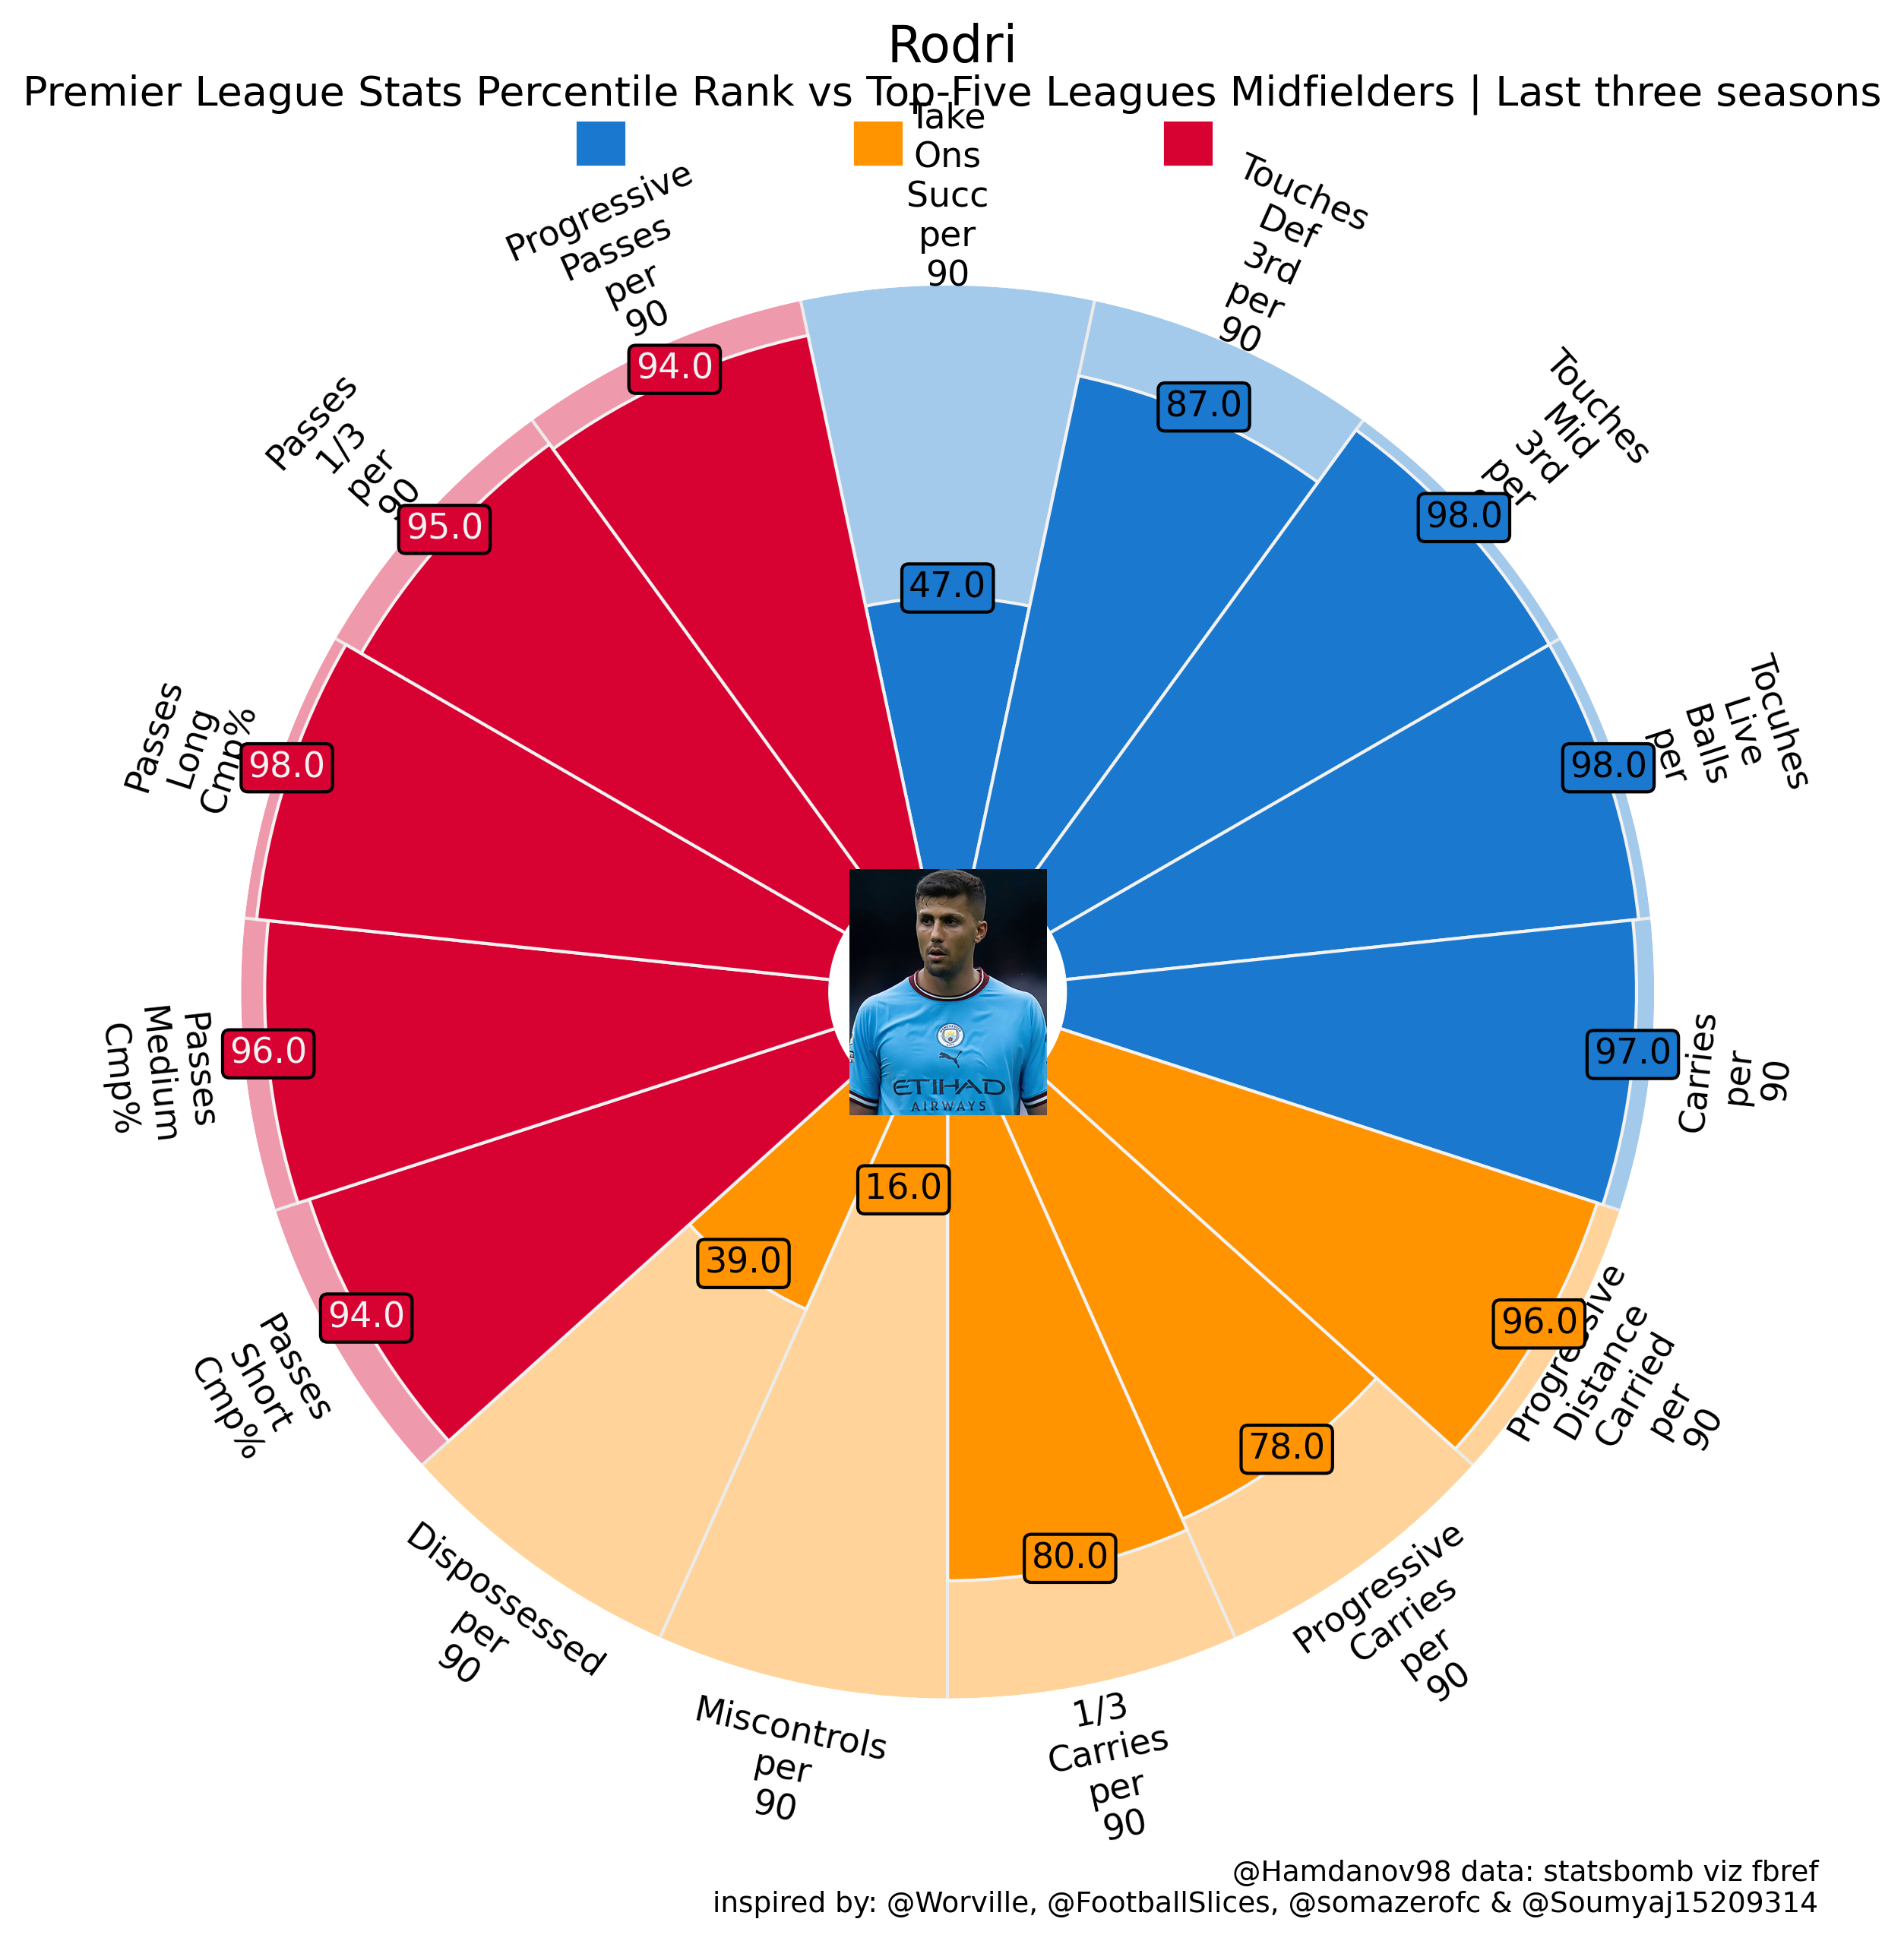 Rodri
Premier League Stats Percentile Rank vs Top-Five Leagues Midfielders | Last three seasons
Take
Ons
Succ
per
90
47.0
Touches
Def
3rd
per
90
87.0
Touches
Mid
3rd
per
98.0
Tocuhes
Live
Balls
per
98.0
Carries
per
90
97.0
Progressive
Distance
Carried
per
90
96.0
Progressive
Carries
per
90
78.0
1/3
Carries
per
90
80.0
Miscontrols
per
90
16.0
Dispossessed
per
90
39.0
Passes
Short
Cmp%
94.0
Passes
Medium
Cmp%
96.0
Passes
Long
Cmp%
98.0
Passes
1/3
per
90
95.0
Progressive
Passes
per
90
94.0
ETIHAD
AIRWAYS
@Hamdanov98 data: statsbomb viz fbref
inspired by: @Worville, @FootballSlices, @somazerofc & @Soumyaj15209314